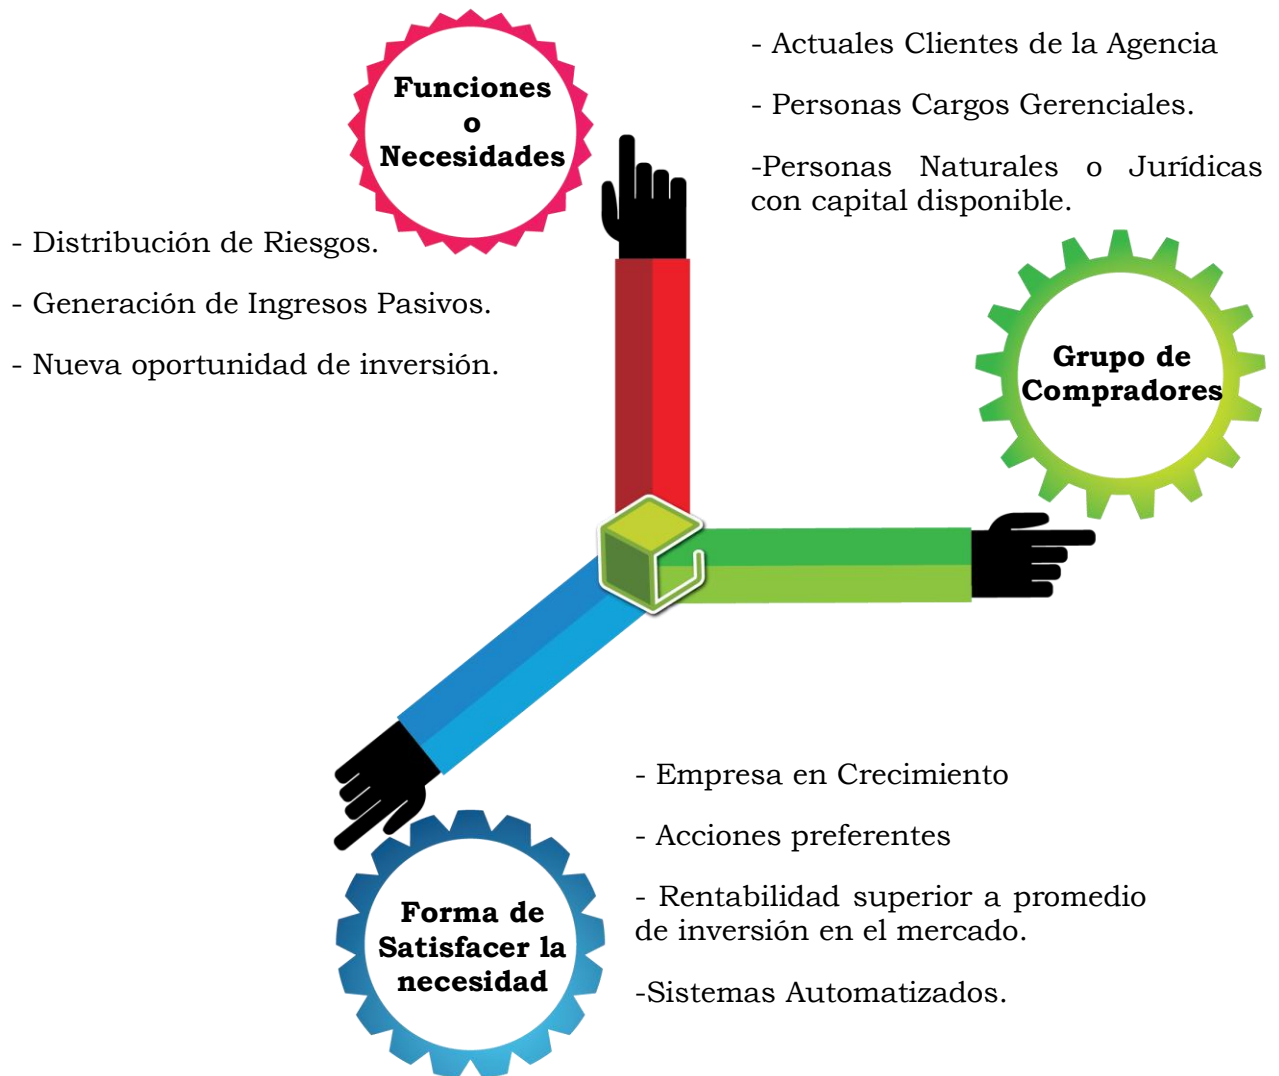 Funciones
o
Necesidades
- Distribución de Riesgos.
- Generación de Ingresos Pasivos.
- Nueva oportunidad de inversión.
- Actuales Clientes de la Agencia
- Personas Cargos Gerenciales.
-Personas Naturales o Jurídicas
con capital disponible.
Grupo de
Compradores
- Empresa en Crecimiento
- Acciones preferentes
- Rentabilidad superior a promedio
de inversión en el mercado.
-Sistemas Automatizados.
Forma de
Satisfacer la
necesidad